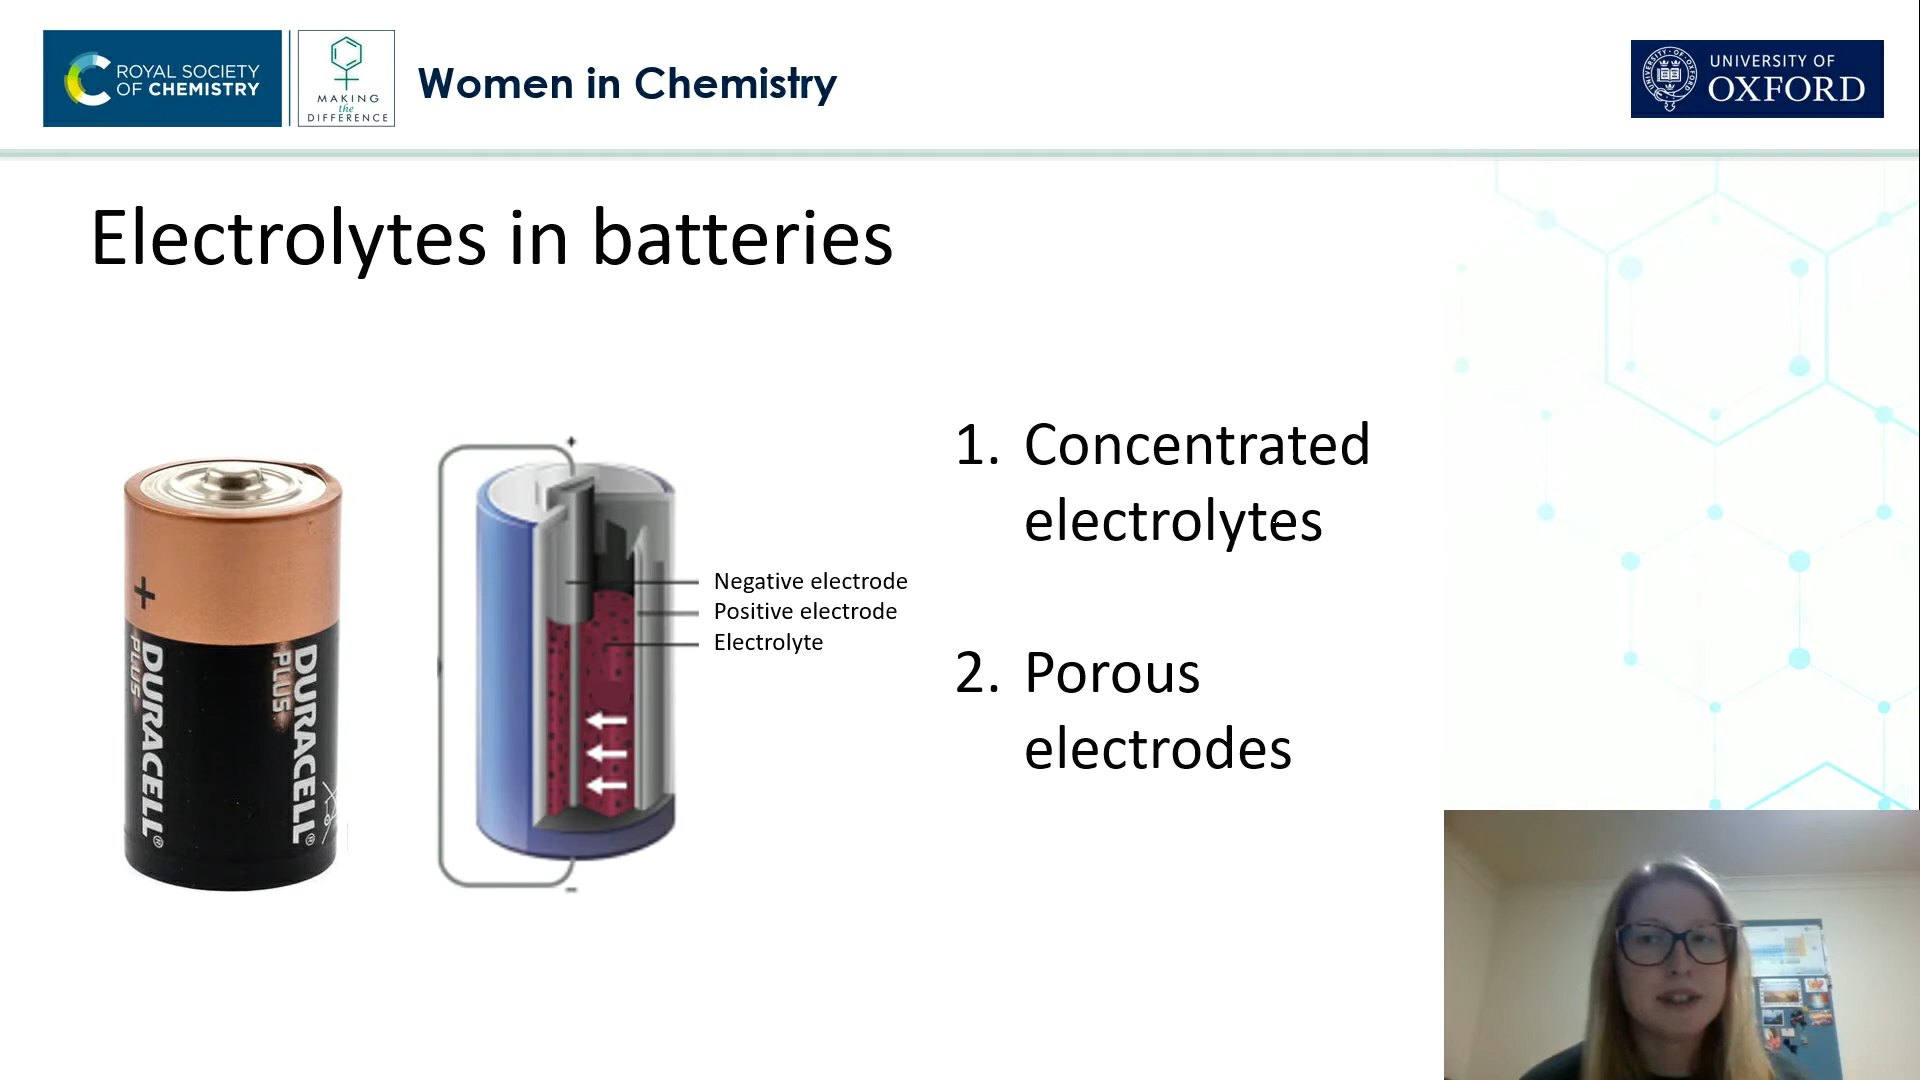 ROYAL SOCIETY
OF CHEMISTRY
MAKING
the
DIFFERENCE
Women in Chemistry
UNIVERSITY OF
OXFORD
Electrolytes in batteries
+
DURACELL®
PLUS
DURACELL®
PLUS
+
-
Negative electrode
Positive electrode
Electrolyte
1. Concentrated
electrolytes
2. Porous
electrodes